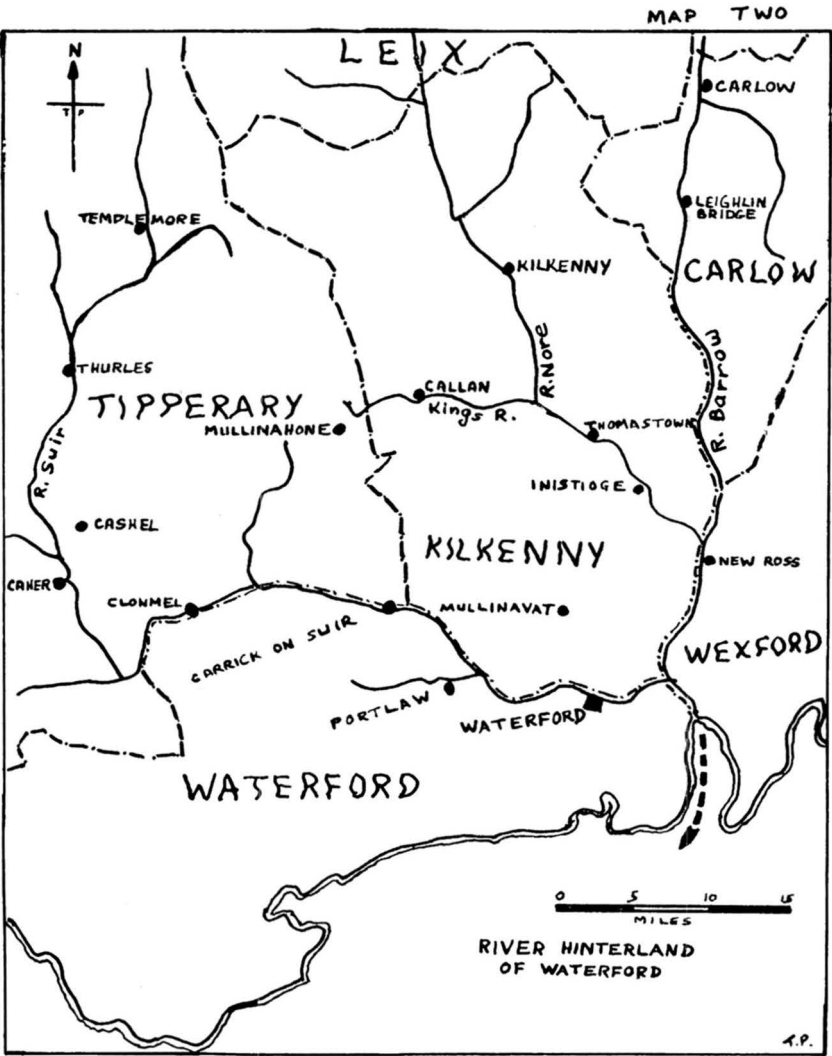 MAP TWO
LEIX
N
T P
CARLOW
TEMPLEMORE
LEIGHLIN
BRIDGE
KILKENNY
CARLOW
R. Nore
R. Barrow
THURLES
CALLAN
TIPPERARY
Kings R.
MULLINAHONE
THOMASTOWN
R. Suir
INISTIOGE
CASHEL
KILKENNY
NEW ROSS
CAHER
CLONMEL
MULLINAVAT
CARRICK ON SUIR
WEXFORD
PORTLAW
WATERFORD
WATERFORD
0 5 10 15
MILES
RIVER HINTERLAND
OF WATERFORD
T.P.